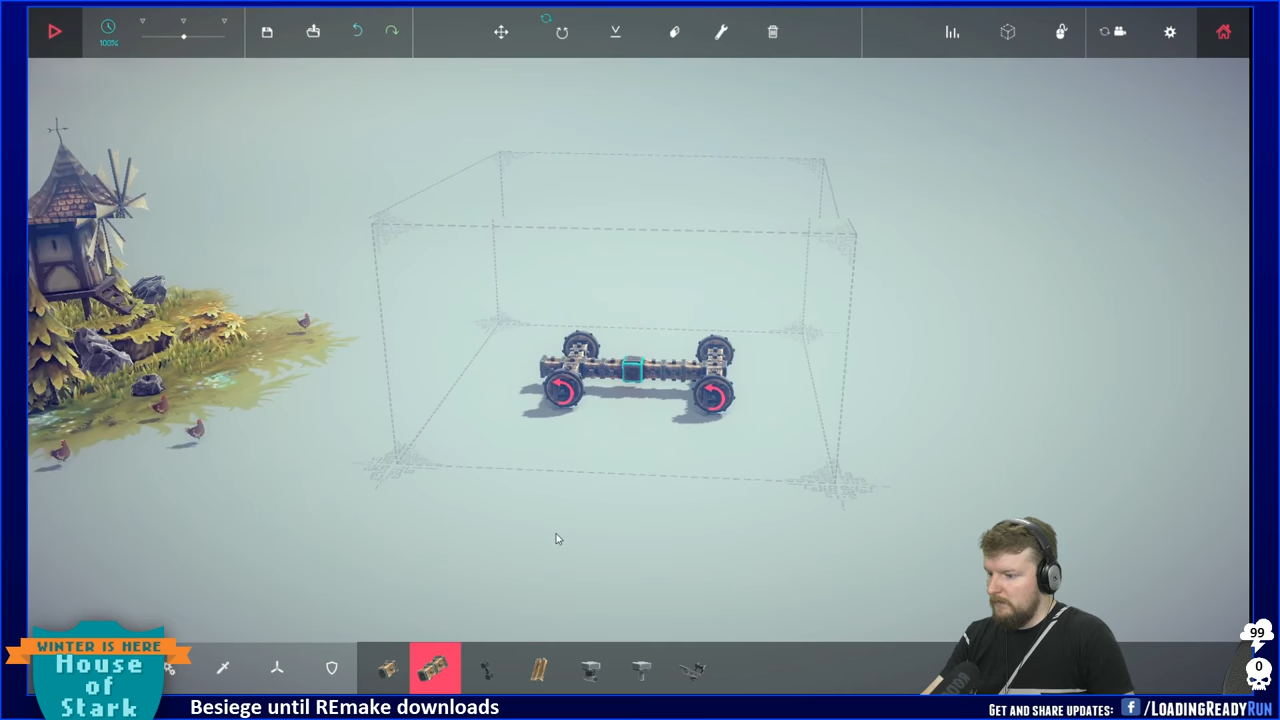 100%
99
0
WINTER IS HERE
House
of
Stark
Besiege until REmake downloads
GET AND SHARE UPDATES: f /LOADINGREADYRUN